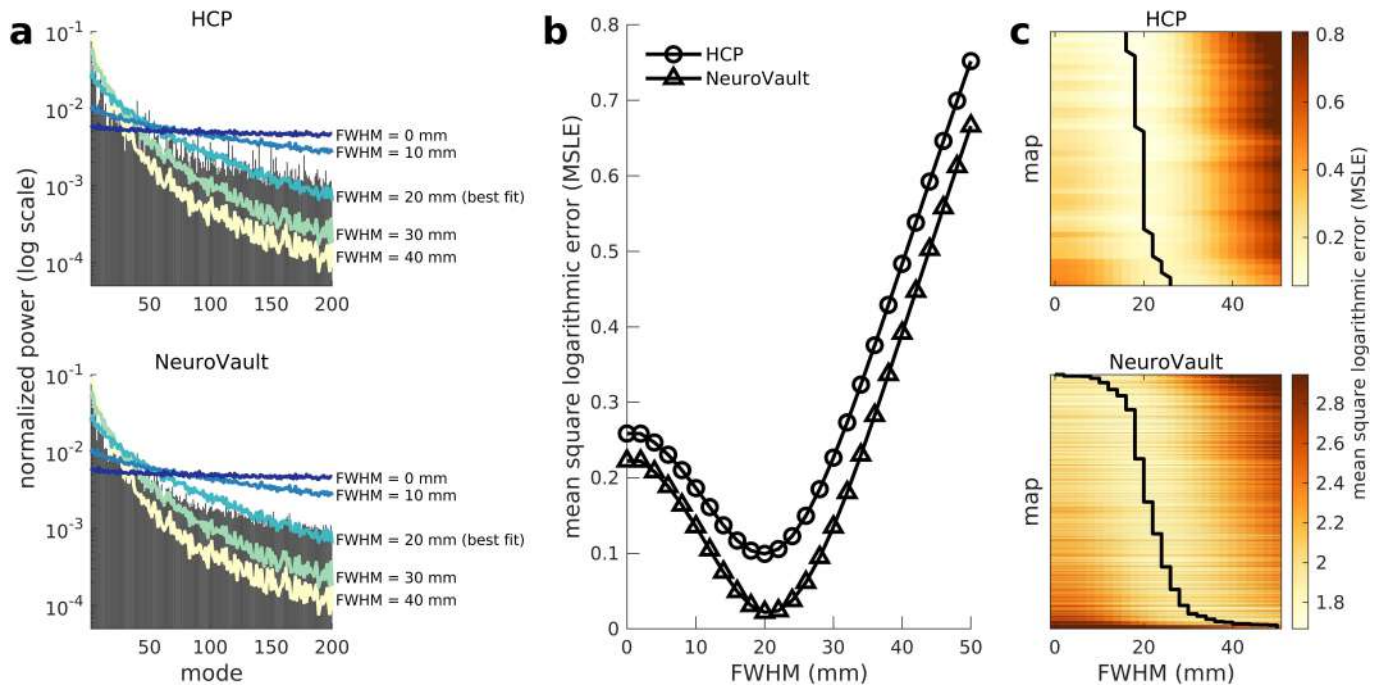 a
HCP
normalized power (log scale)
10-1
10-2
10-3
10-4
FWHM = 0 mm
FWHM = 10 mm
FWHM = 20 mm (best fit)
FWHM = 30 mm
FWHM = 40 mm
50 100 150 200
NeuroVault
10-1
10-2
10-3
10-4
FWHM = 0 mm
FWHM = 10 mm
FWHM = 20 mm (best fit)
FWHM = 30 mm
FWHM = 40 mm
50 100 150 200
mode
b
mean square logarithmic error (MSLE)
0.8
0.7
0.6
0.5
0.4
0.3
0.2
0.1
0
HCP
NeuroVault
0 10 20 30 40 50
FWHM (mm)
c
HCP
map
0 20 40
0.8
0.6
0.4
0.2
mean square logarithmic error (MSLE)
NeuroVault
map
0 20 40
FWHM (mm)
2.8
2.6
2.4
2.2
2
1.8
mean square logarithmic error (MSLE)